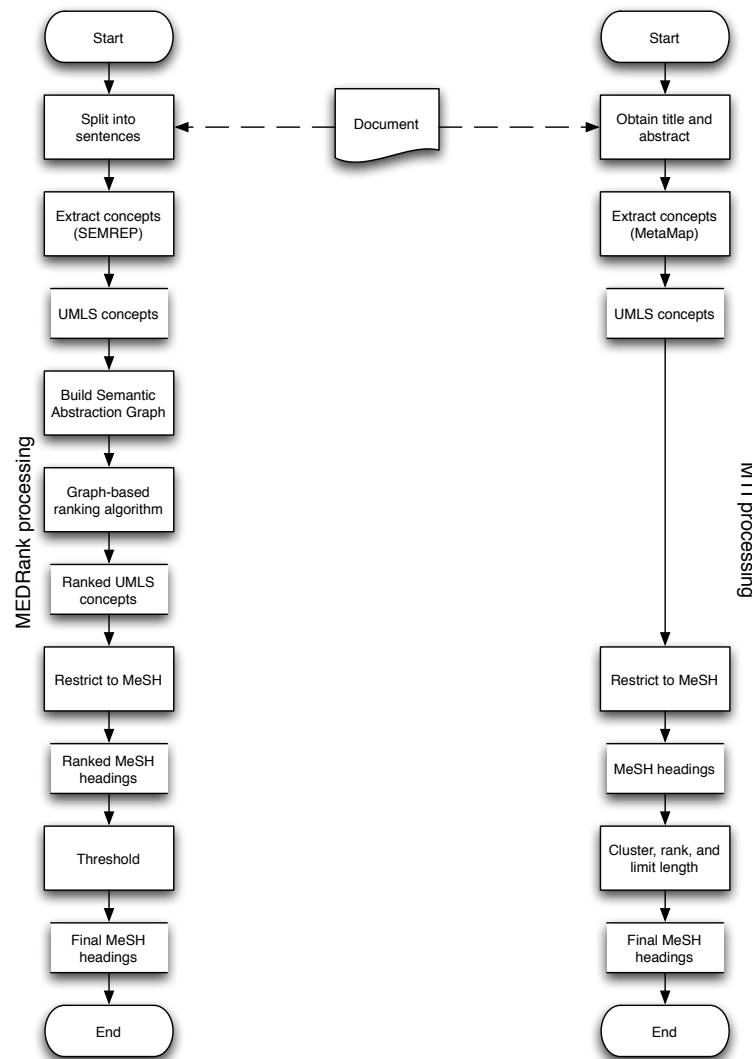 Start
Split into
sentences
Extract concepts
(SEMREP)
UMLS concepts
Build Semantic
Abstraction Graph
Graph-based
ranking algorithm
Ranked UMLS
concepts
Restrict to MeSH
Ranked MeSH
headings
Threshold
Final MeSH
headings
End
MEDRank processing
Document
Start
Obtain title and
abstract
Extract concepts
(MetaMap)
UMLS concepts
Restrict to MeSH
MeSH headings
Cluster, rank, and
limit length
Final MeSH
headings
End
MTI processing